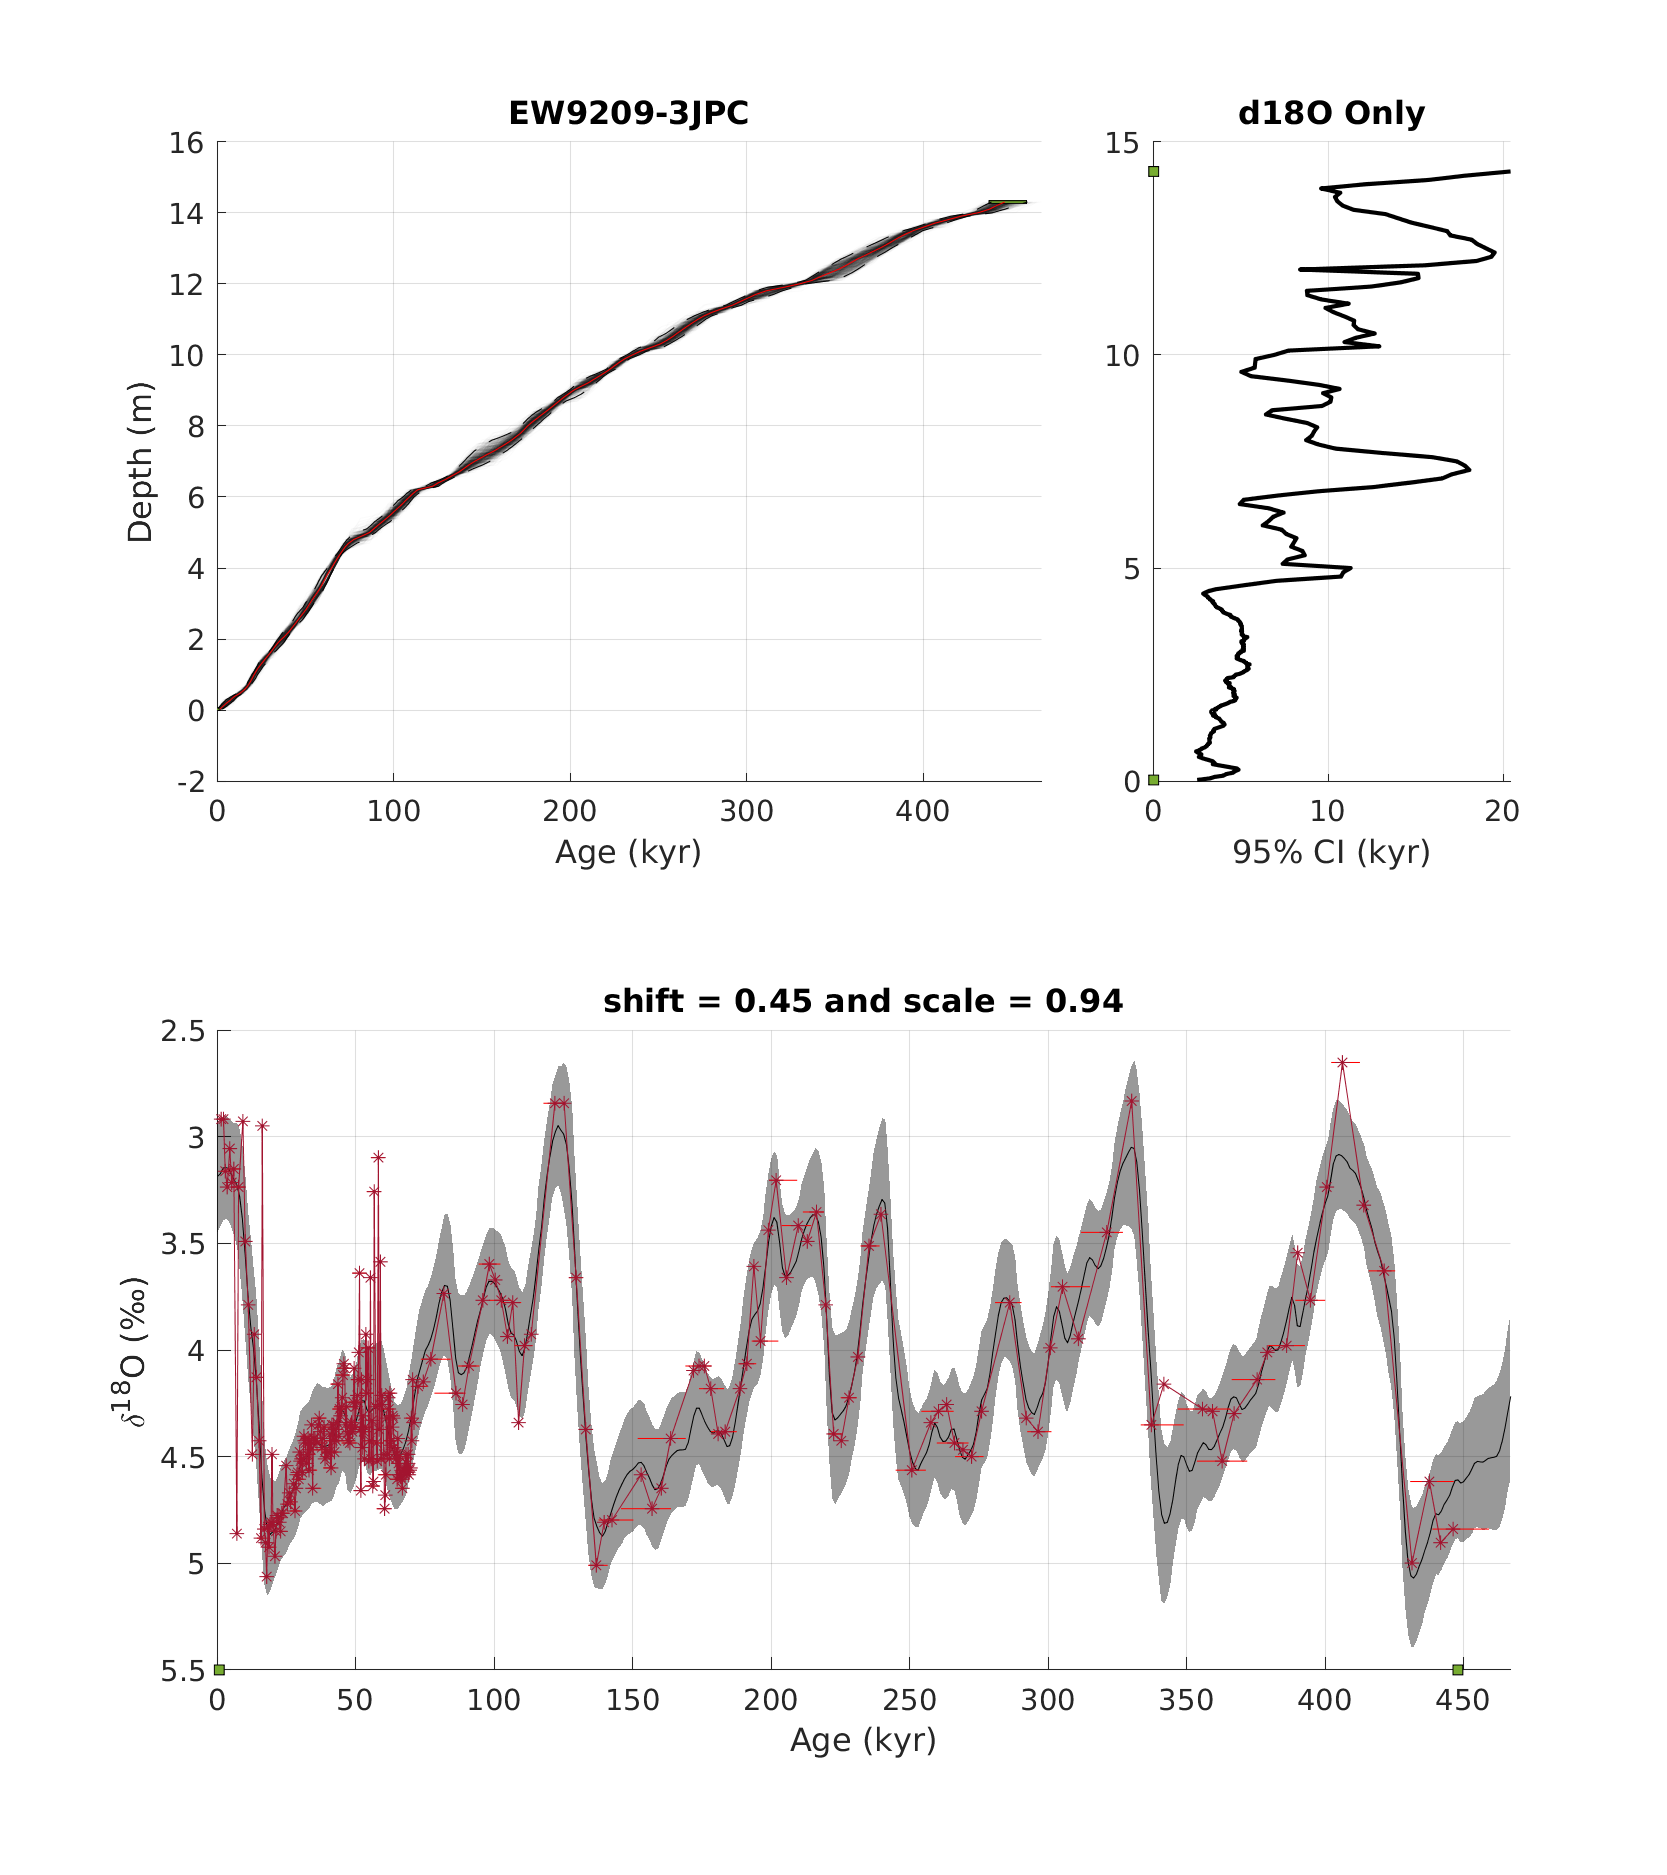 EW9209-3JPC
16
14
12
10
8
6
4
2
0
-2
Depth (m)
0 100 200 300 400
Age (kyr)
d18O Only
15
10
5
0
0 10 20
95% CI (kyr)
shift = 0.45 and scale = 0.94
2.5
3
3.5
4
4.5
5
5.5
δ18O (‰)
0 50 100 150 200 250 300 350 400 450
Age (kyr)